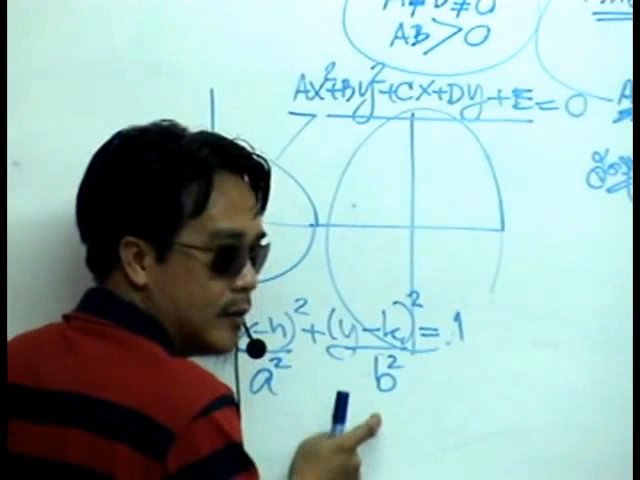 AB > 0
Ax²+By²+Cx+Dy+E=0
-h)² + (y-k)² = 1
a² b²